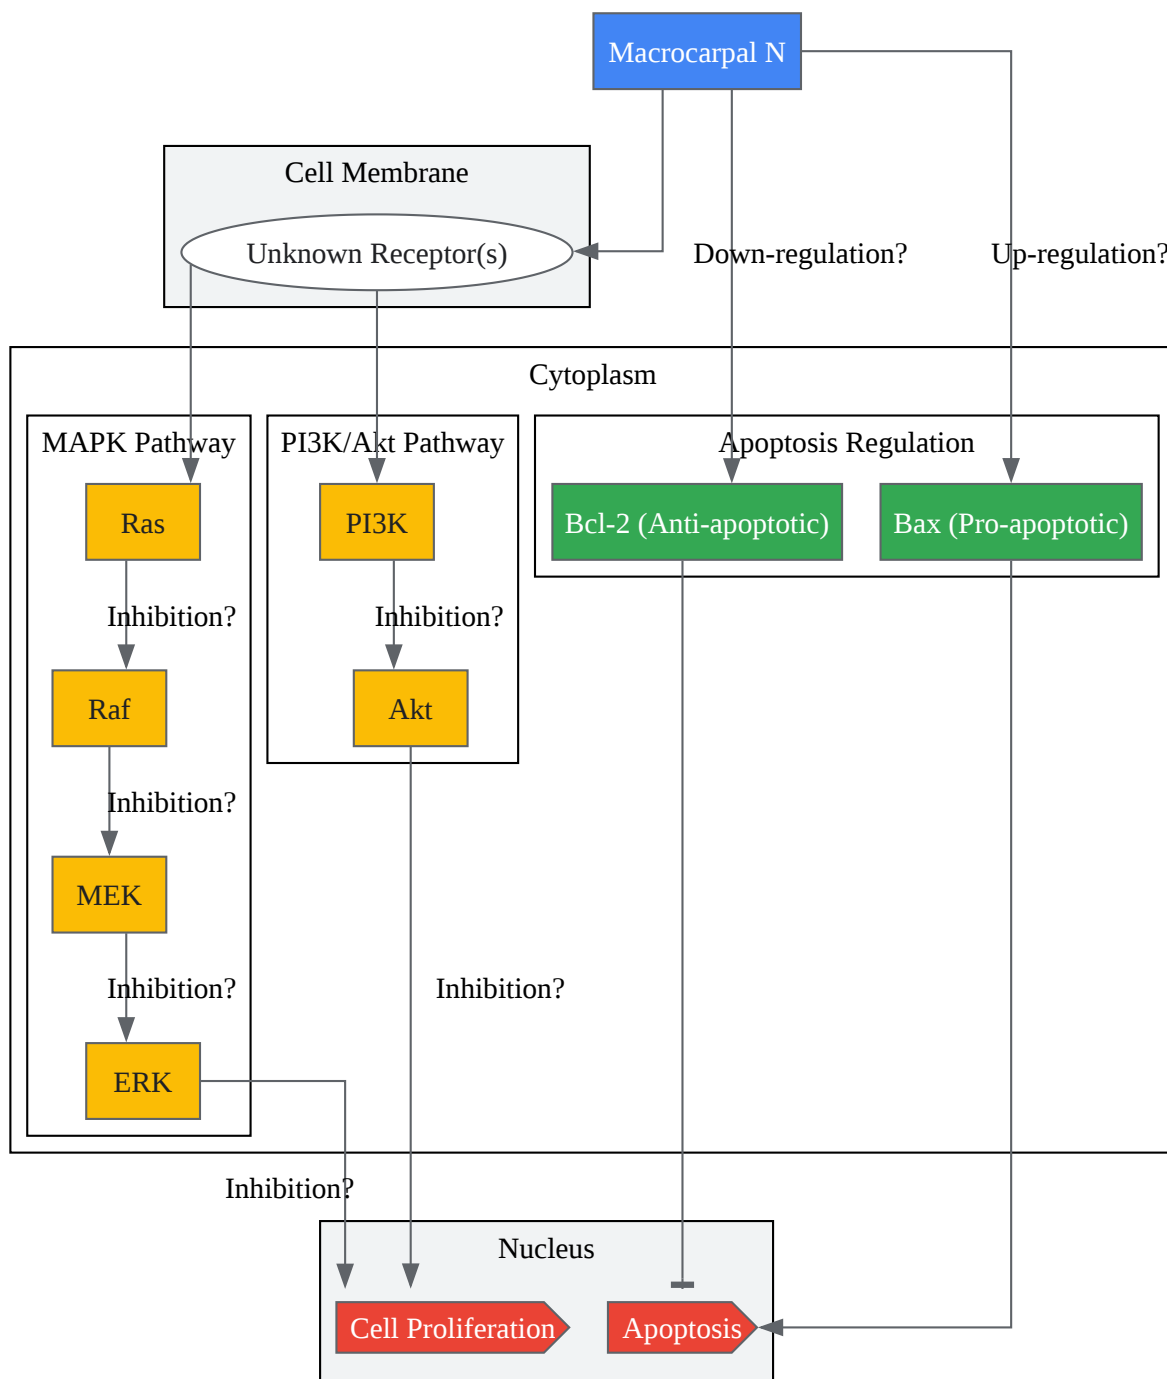 Macrocarpal N
Cell Membrane
Unknown Receptor(s)
Down-regulation?
Up-regulation?
Cytoplasm
MAPK Pathway
PI3K/Akt Pathway
Apoptosis Regulation
Ras
PI3K
Bcl-2 (Anti-apoptotic)
Bax (Pro-apoptotic)
Inhibition?
Inhibition?
Raf
Akt
Inhibition?
MEK
Inhibition?
Inhibition?
ERK
Inhibition?
Nucleus
Cell Proliferation
Apoptosis